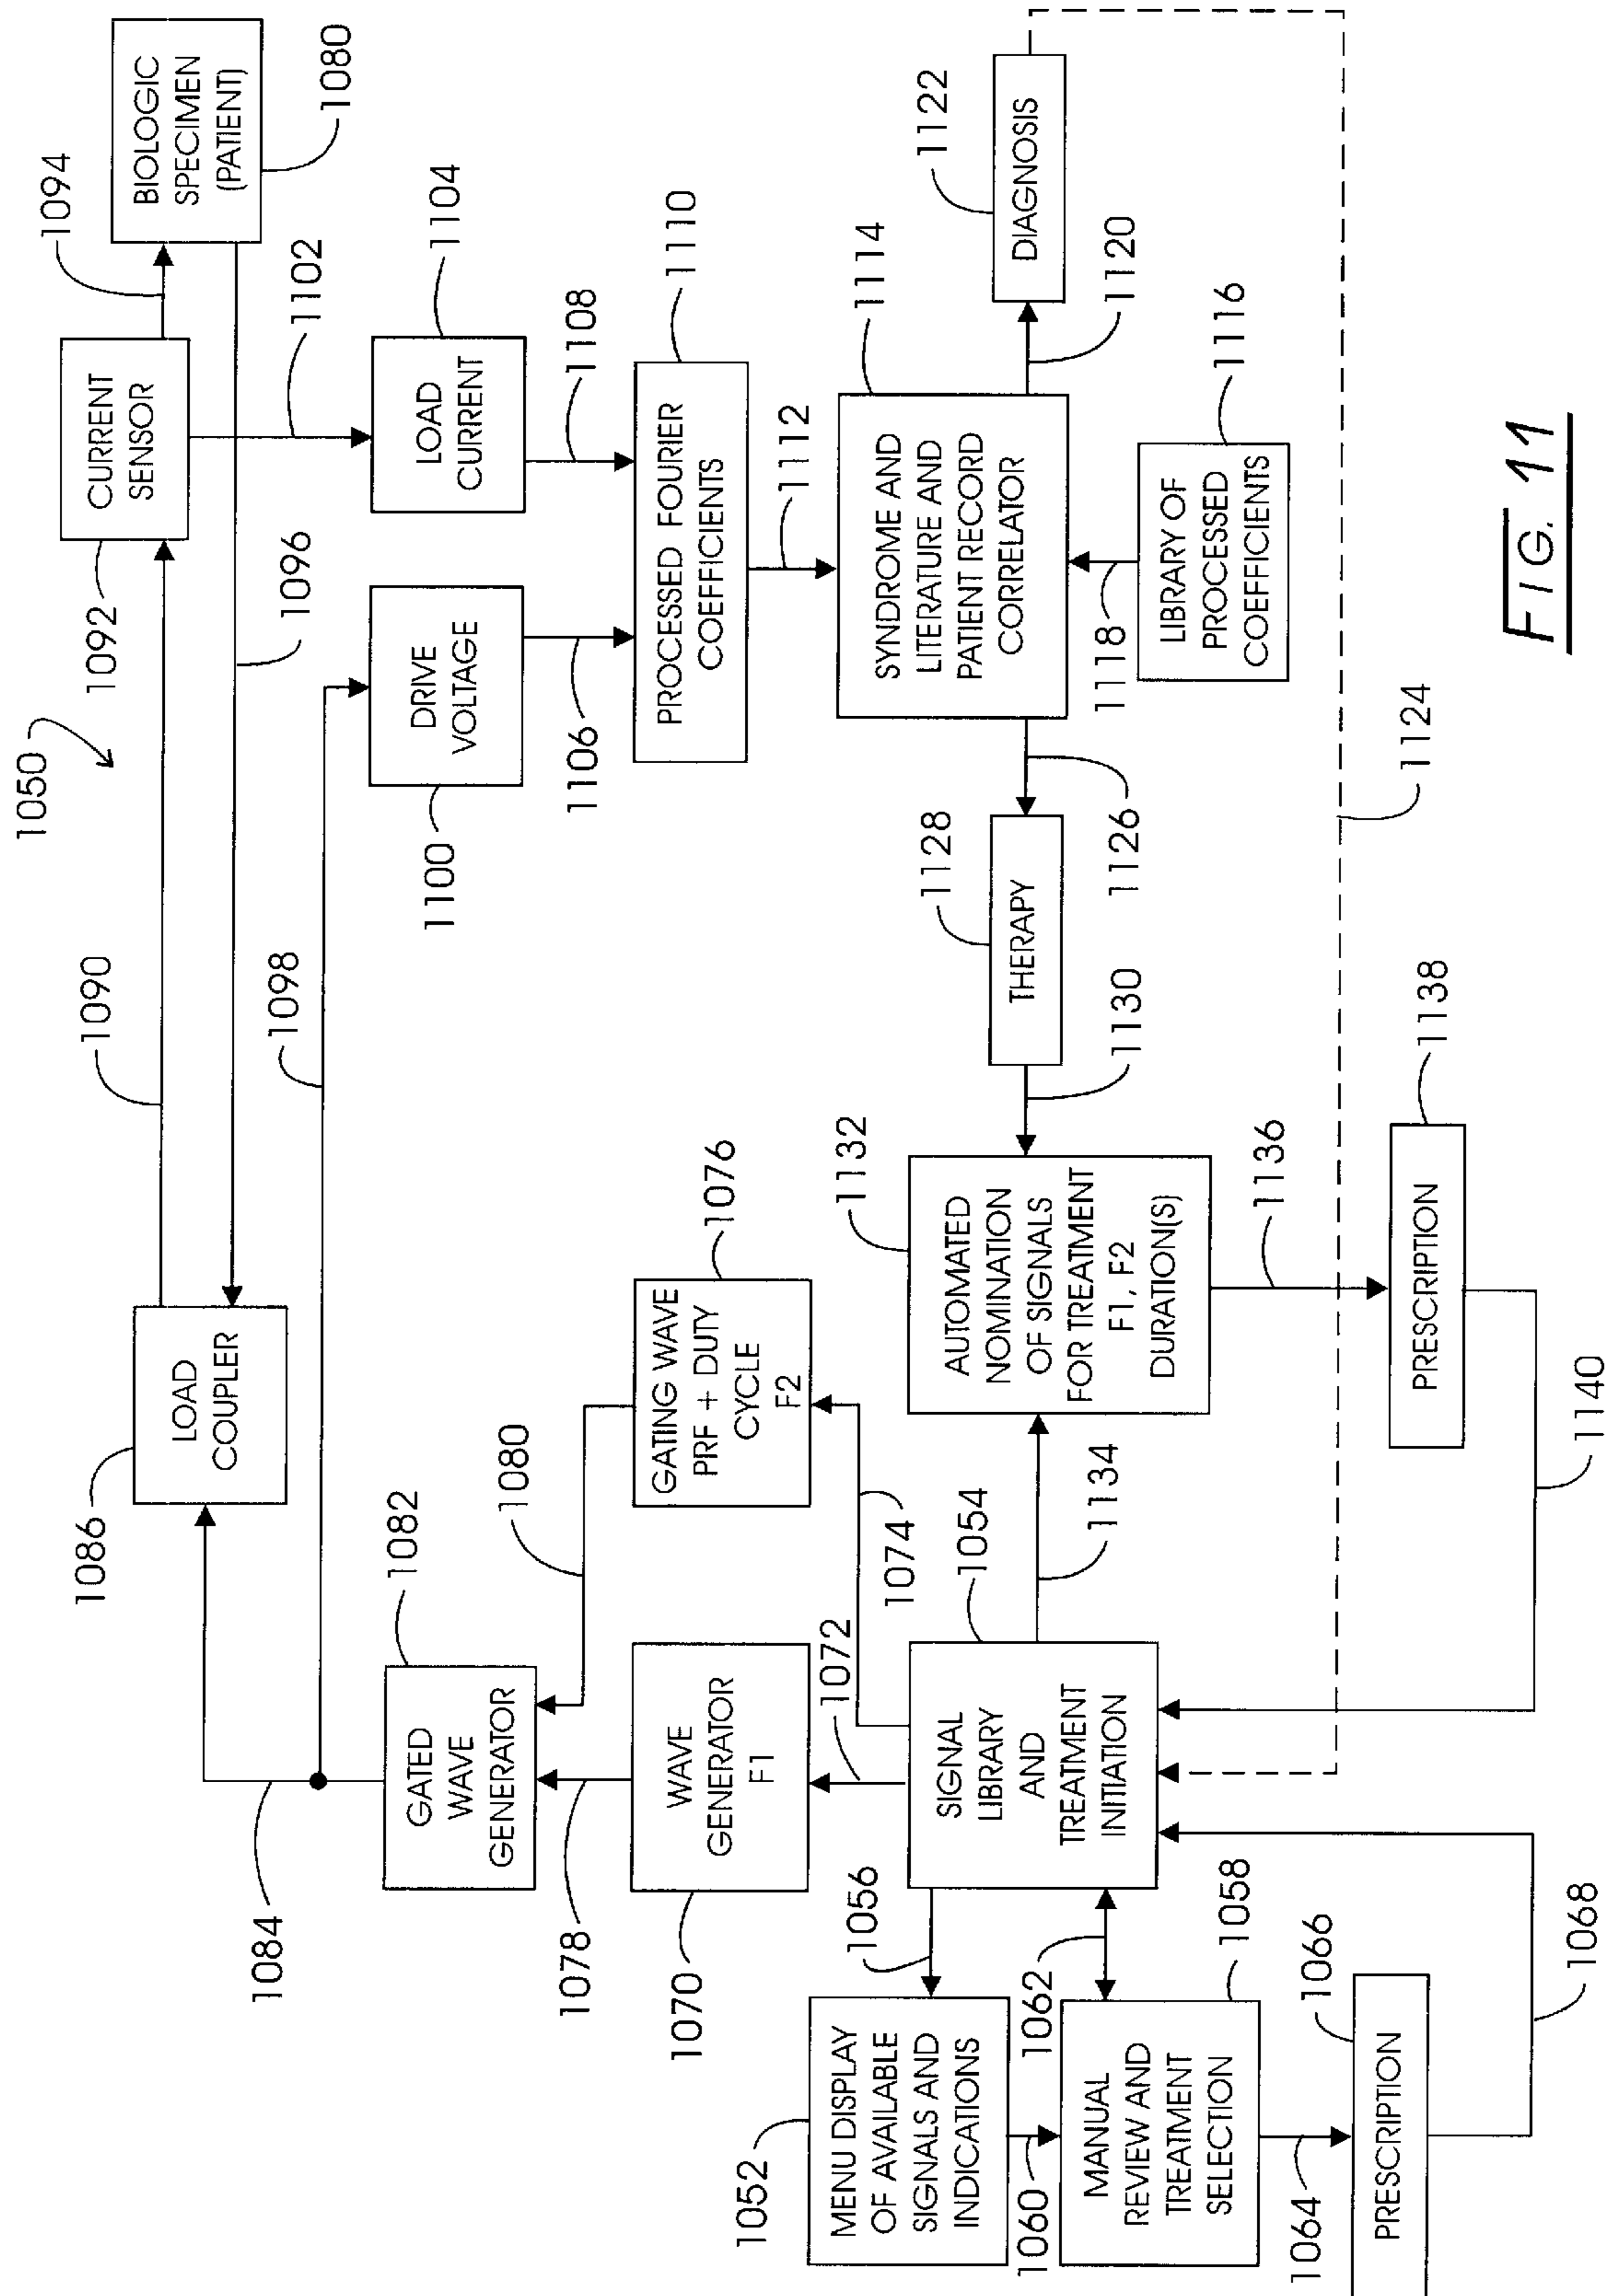 1050
1086
LOAD
COUPLER
1090
1092
CURRENT
SENSOR
1094
BIOLOGIC
SPECIMEN
(PATIENT)
1080
1096
1084
1098
1102
1082
GATED
WAVE
GENERATOR
1100
DRIVE
VOLTAGE
LOAD
CURRENT
1104
1078
1080
1106
1108
1070
WAVE
GENERATOR
F1
GATING WAVE
PRF + DUTY
CYCLE
F2
1076
PROCESSED FOURIER
COEFFICIENTS
1110
1072
1074
1112
1052
MENU DISPLAY
OF AVAILABLE
SIGNALS AND
INDICATIONS
1056
SIGNAL
LIBRARY
AND
TREATMENT
INITIATION
1054
1134
AUTOMATED
NOMINATION
OF SIGNALS
FOR TREATMENT
F1, F2
DURATION(S)
1132
1130
THERAPY
1128
1126
SYNDROME AND
LITERATURE AND
PATIENT RECORD
CORRELATOR
1114
1120
DIAGNOSIS
1122
1060
1062
MANUAL
REVIEW AND
TREATMENT
SELECTION
1058
1118
LIBRARY OF
PROCESSED
COEFFICIENTS
1116
1064
1136
1124
PRESCRIPTION
1066
PRESCRIPTION
1138
1068
1140
FIG. 11